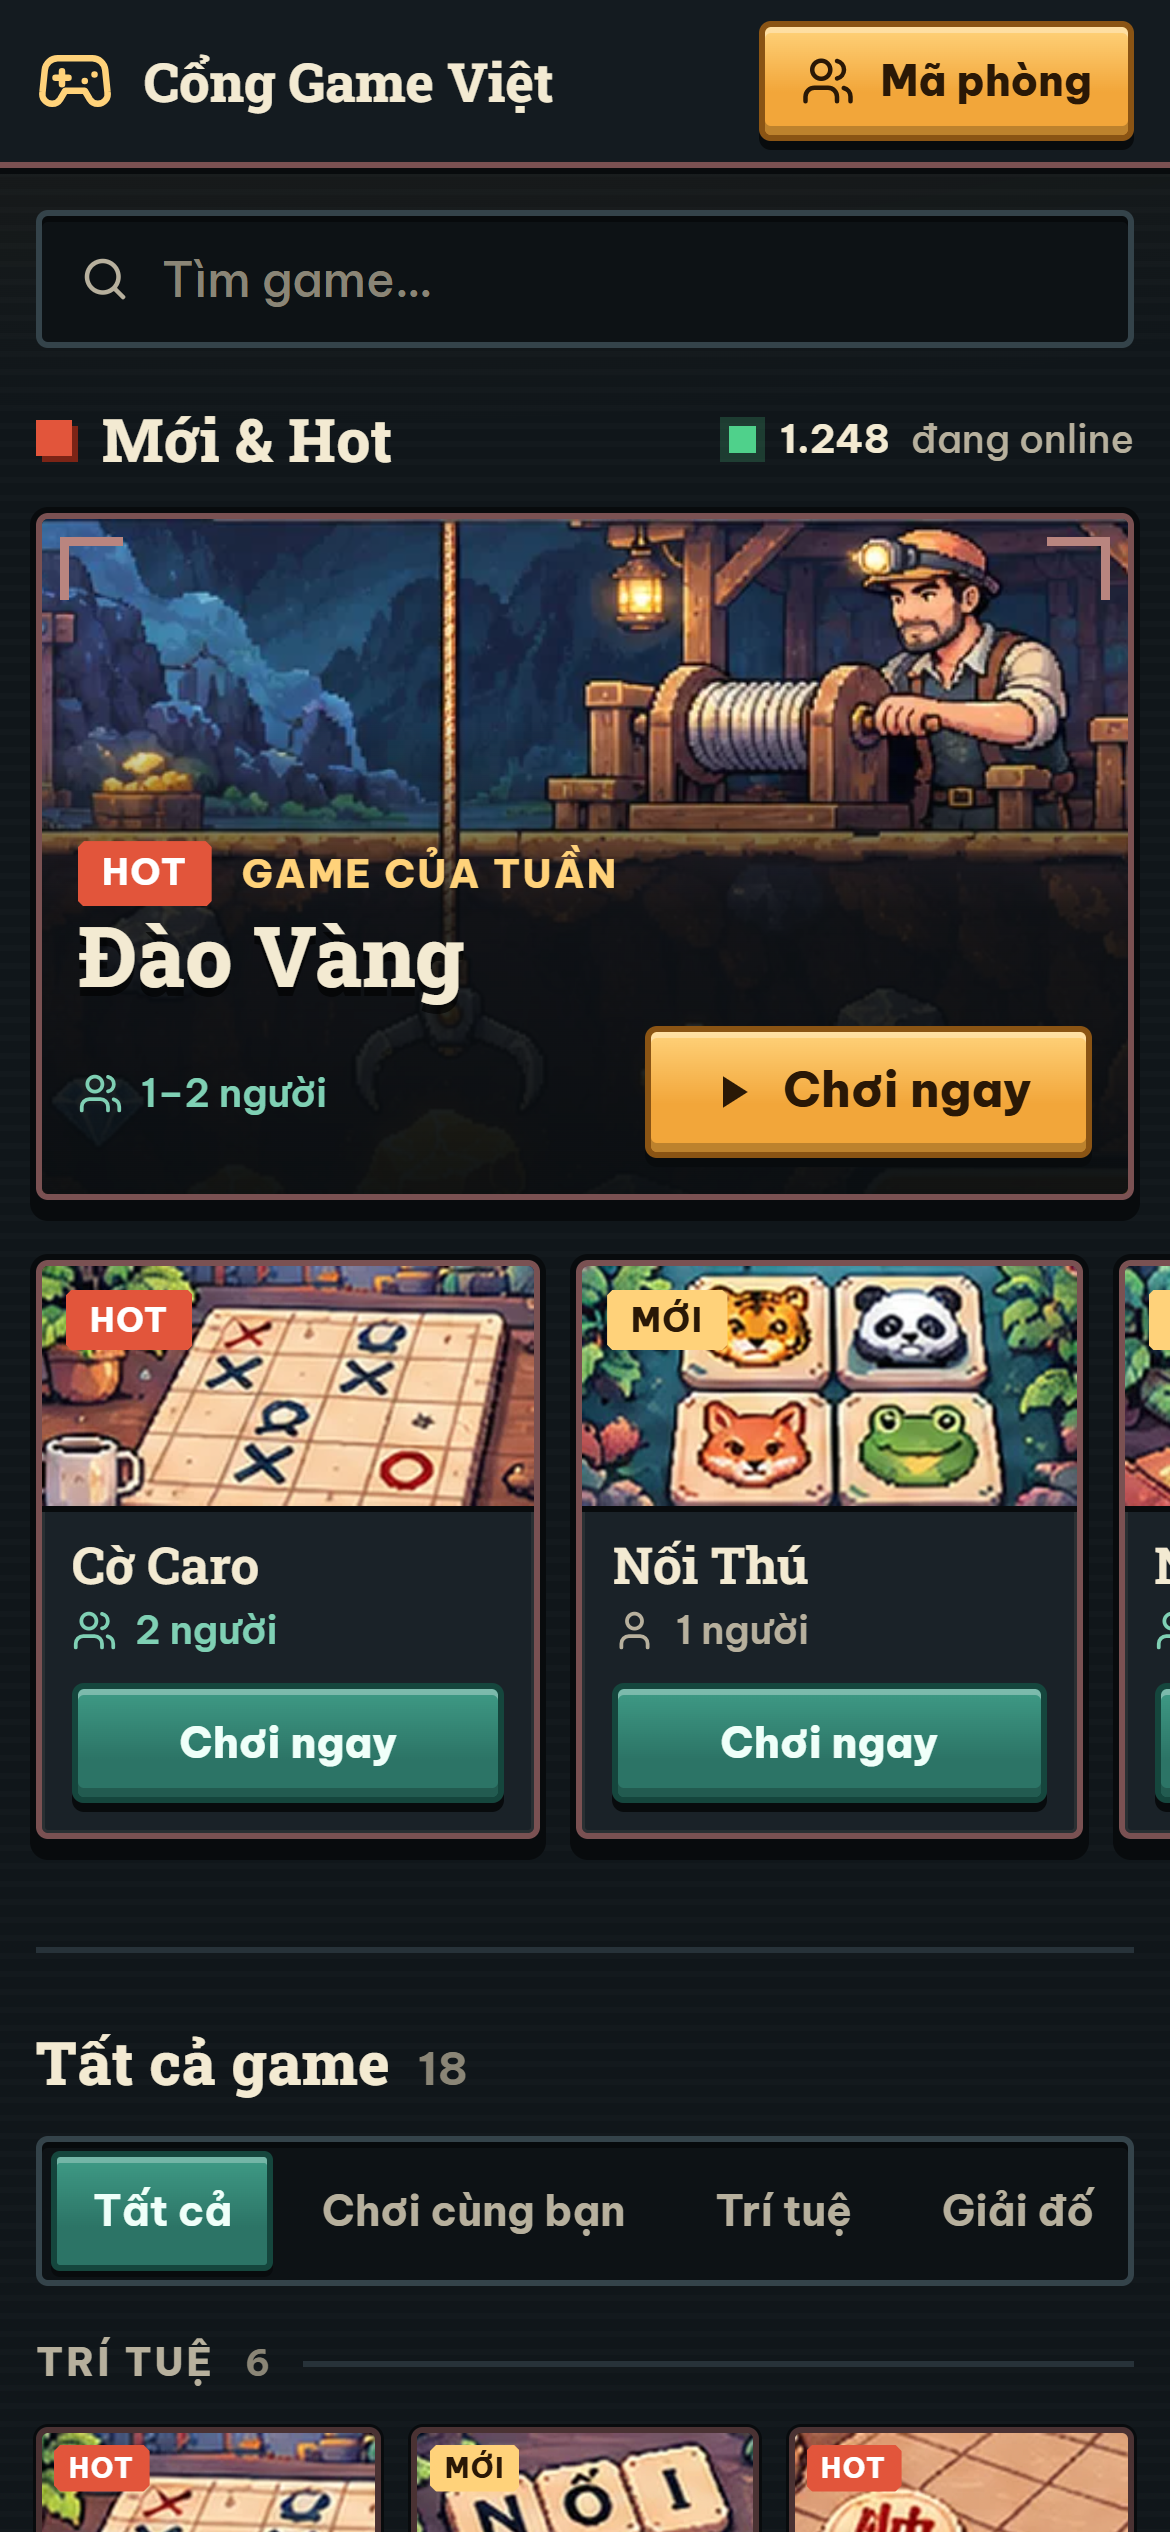 Cổng Game Việt
Mã phòng
Tìm game...
Mới & Hot
1.248 đang online
HOT GAME CỦA TUẦN
Đào Vàng
1–2 người
Chơi ngay
HOT
MỚI
Cờ Caro
Nối Thú
2 người
1 người
Chơi ngay
Chơi ngay
Tất cả game 18
Tất cả
Chơi cùng bạn
Trí tuệ
Giải đố
TRÍ TUỆ 6
HOT
MỚI
HOT
NỐI